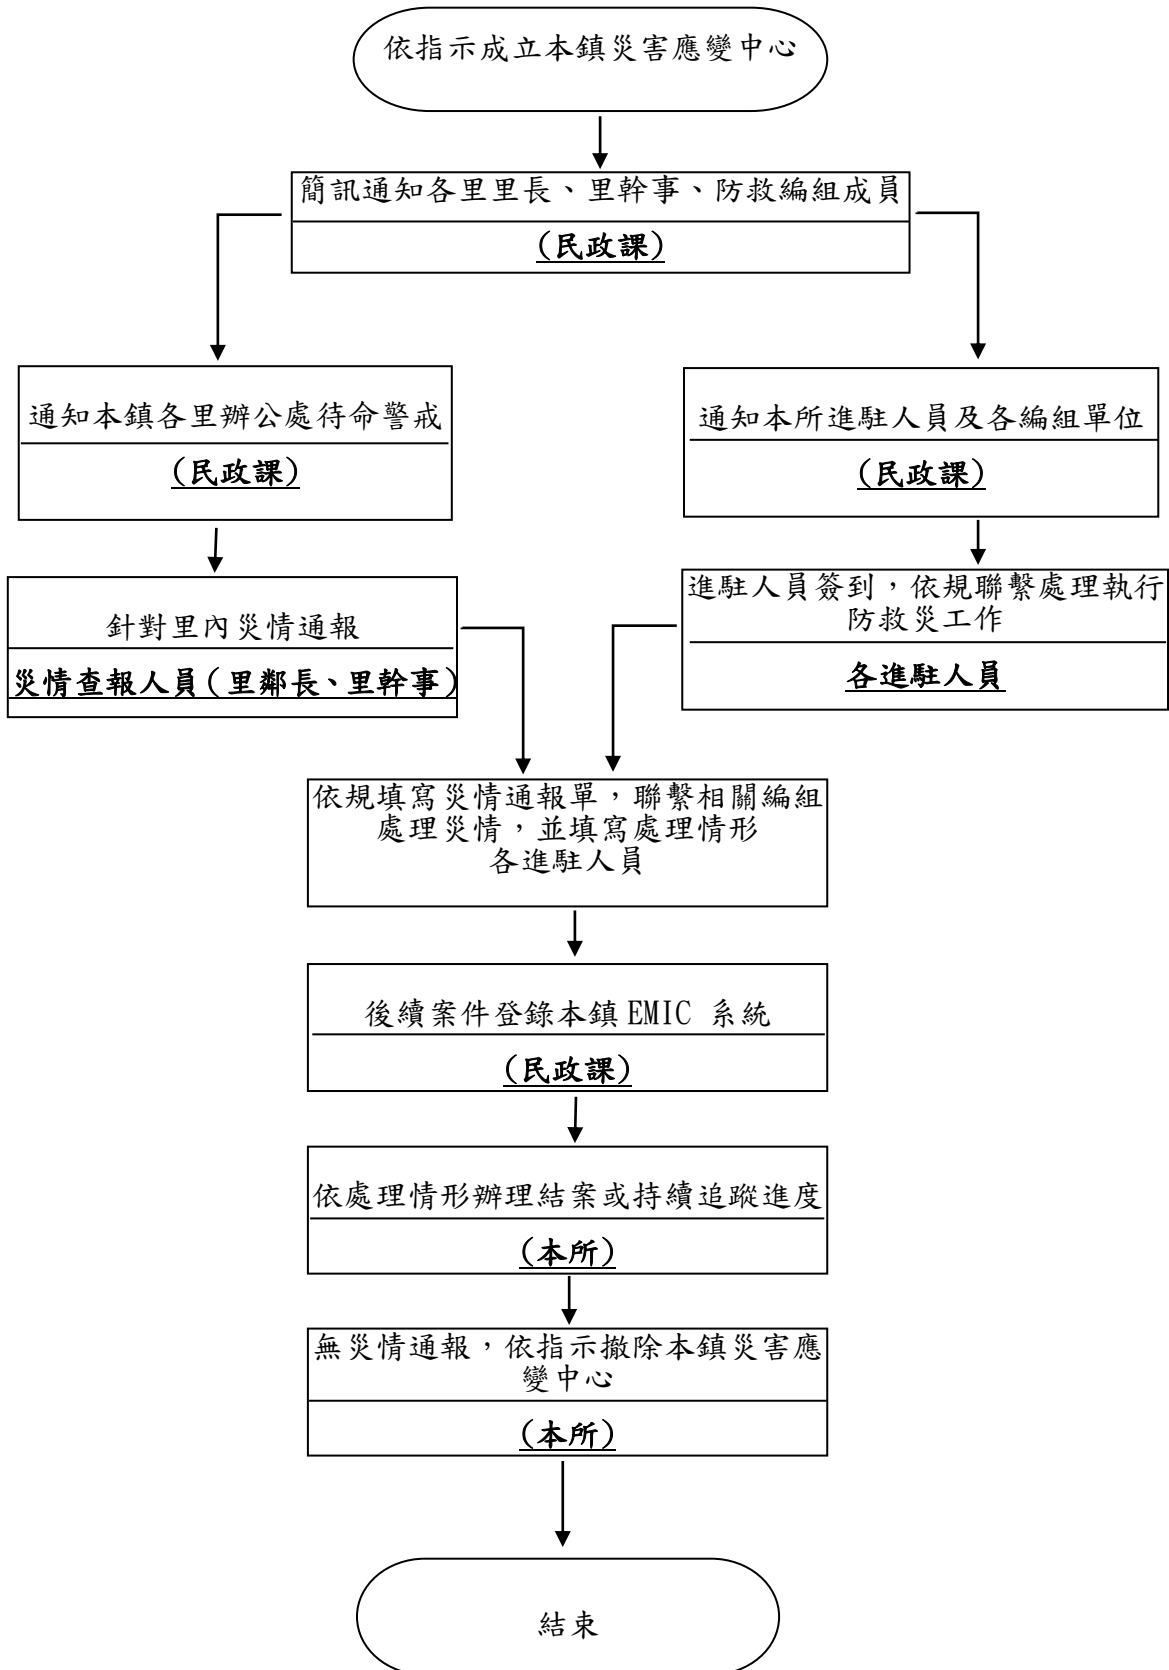 依指示成立本鎮災害應變中心
簡訊通知各里里長、里幹事、防救編組成員
(民政課)
通知本鎮各里辦公處待命警戒
(民政課)
通知本所進駐人員及各編組單位
(民政課)
針對里內災情通報
災情查報人員(里鄰長、里幹事)
進駐人員簽到，依規聯繫處理執行
防救災工作
各進駐人員
依規填寫災情通報單，聯繫相關編組
處理災情，並填寫處理情形
各進駐人員
後續案件登錄本鎮 EMIC 系統
(民政課)
依處理情形辦理結案或持續追蹤進度
(本所)
無災情通報，依指示撤除本鎮災害應
變中心
(本所)
結束